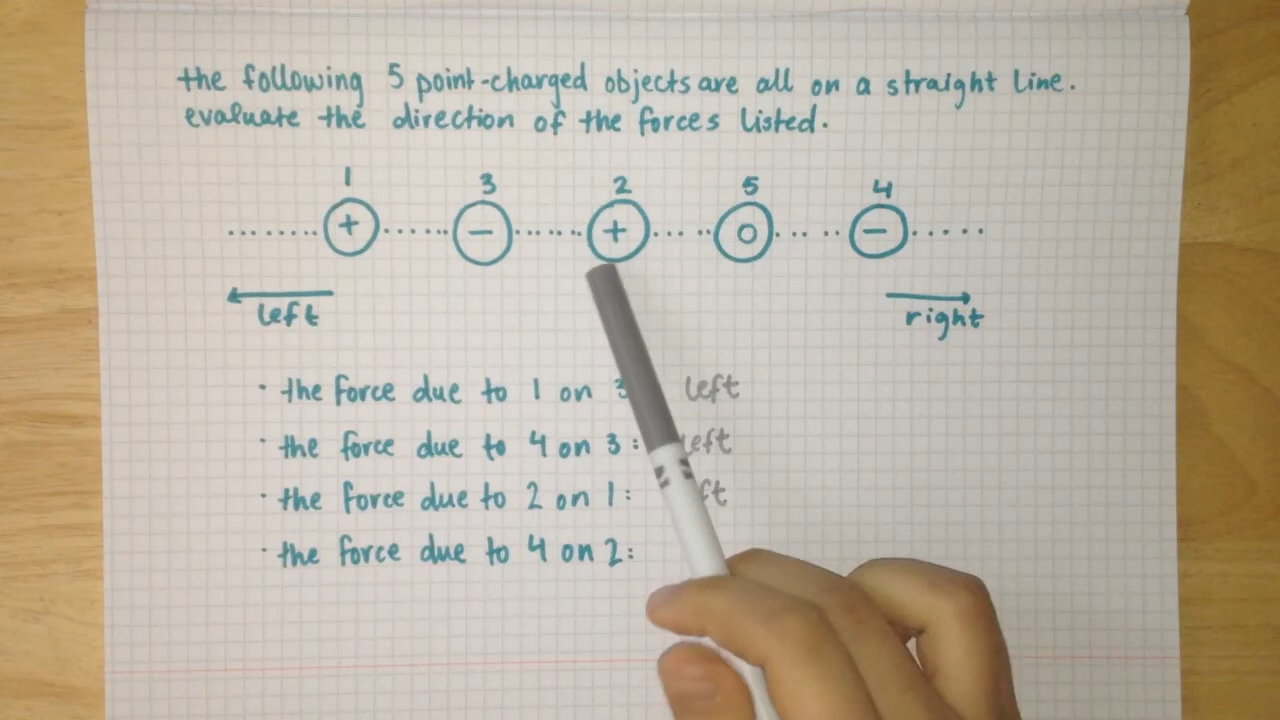 the following 5 point-charged objects are all on a straight line.
evaluate the direction of the forces listed.
1 3 2 5 4
+ − + 0 −
left right
· the force due to 1 on 3 left
· the force due to 4 on 3: left
· the force due to 2 on 1:
· the force due to 4 on 2: